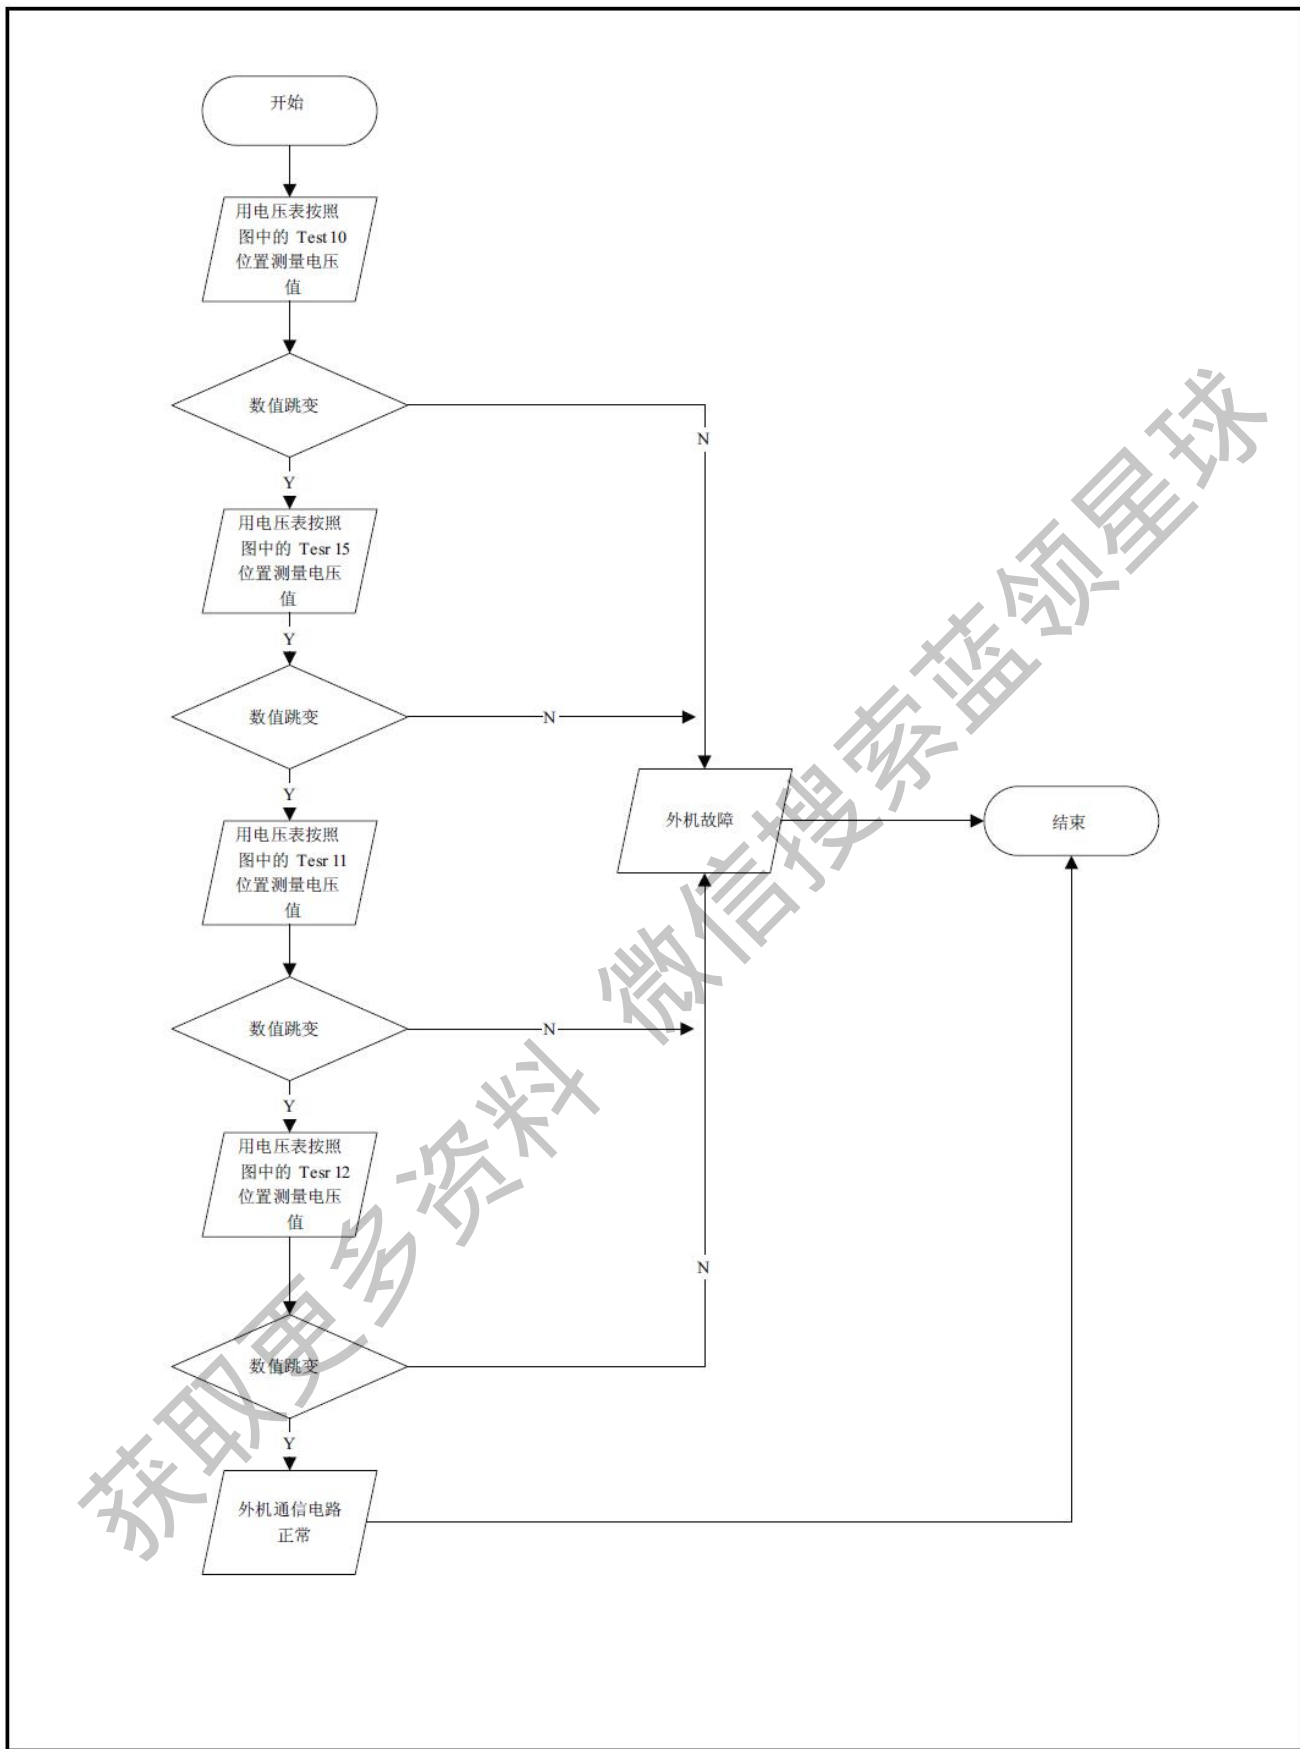 开始
用电压表按照
图中的 Test 10
位置测量电压
值
数值跳变
N
Y
用电压表按照
图中的 Tesr 15
位置测量电压
值
Y
数值跳变
N
Y
用电压表按照
图中的 Tesr 11
位置测量电压
值
外机故障
结束
数值跳变
N
Y
用电压表按照
图中的 Tesr 12
位置测量电压
值
N
数值跳变
Y
外机通信电路
正常
获取更多资料 微信搜索蓝领星球